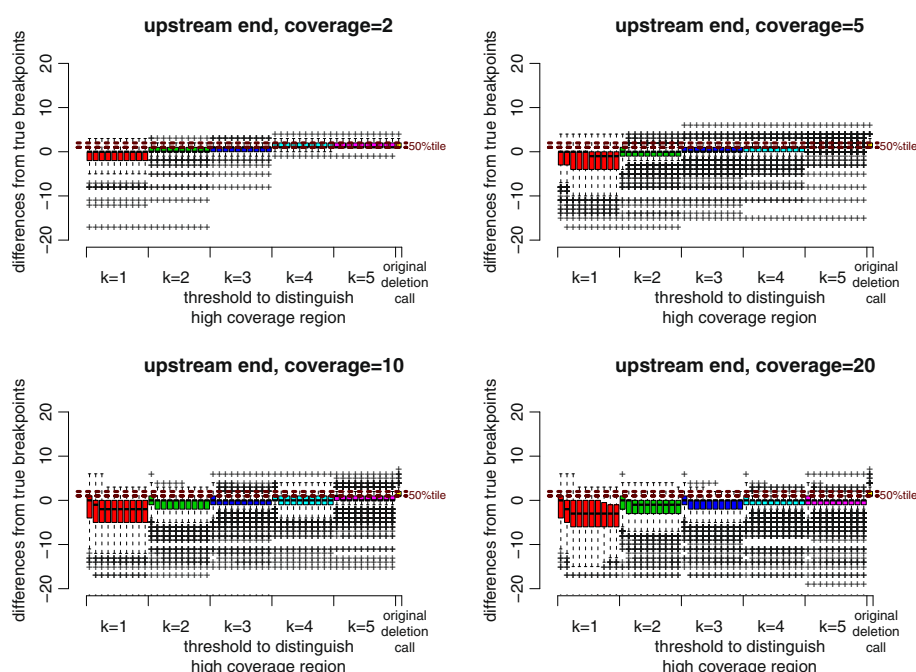 upstream end, coverage=2
differences from true breakpoints
20
10
0
−10
−20
50%tile
k=1
k=2
k=3
k=4
k=5
original
deletion
call
threshold to distinguish
high coverage region
upstream end, coverage=5
differences from true breakpoints
20
10
0
−10
−20
50%tile
k=1
k=2
k=3
k=4
k=5
original
deletion
call
threshold to distinguish
high coverage region
upstream end, coverage=10
differences from true breakpoints
20
10
0
−10
−20
50%tile
k=1
k=2
k=3
k=4
k=5
original
deletion
call
threshold to distinguish
high coverage region
upstream end, coverage=20
differences from true breakpoints
20
10
0
−10
−20
50%tile
k=1
k=2
k=3
k=4
k=5
original
deletion
call
threshold to distinguish
high coverage region